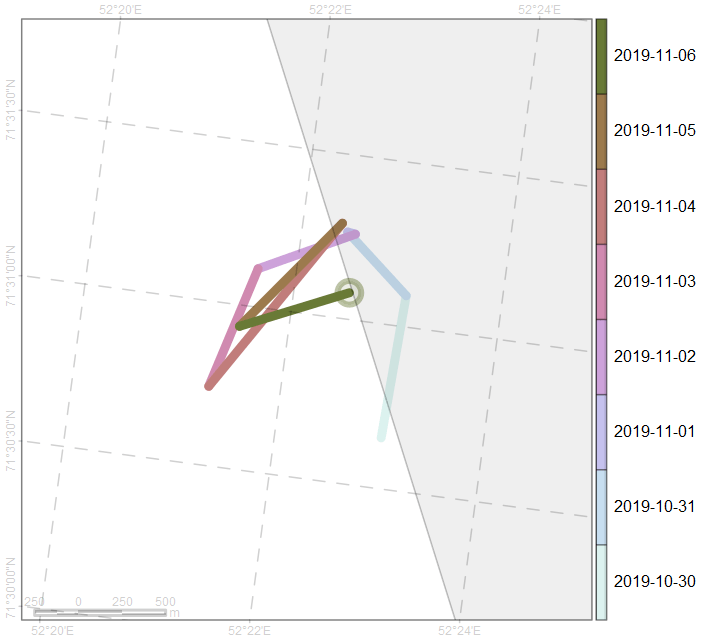 52°20'E 52°22'E 52°24'E
71°31'30"N
71°31'00"N
71°30'30"N
71°30'00"N
2019-11-06
2019-11-05
2019-11-04
2019-11-03
2019-11-02
2019-11-01
2019-10-31
2019-10-30
250 0 250 500
m
52°20'E 52°22'E 52°24'E